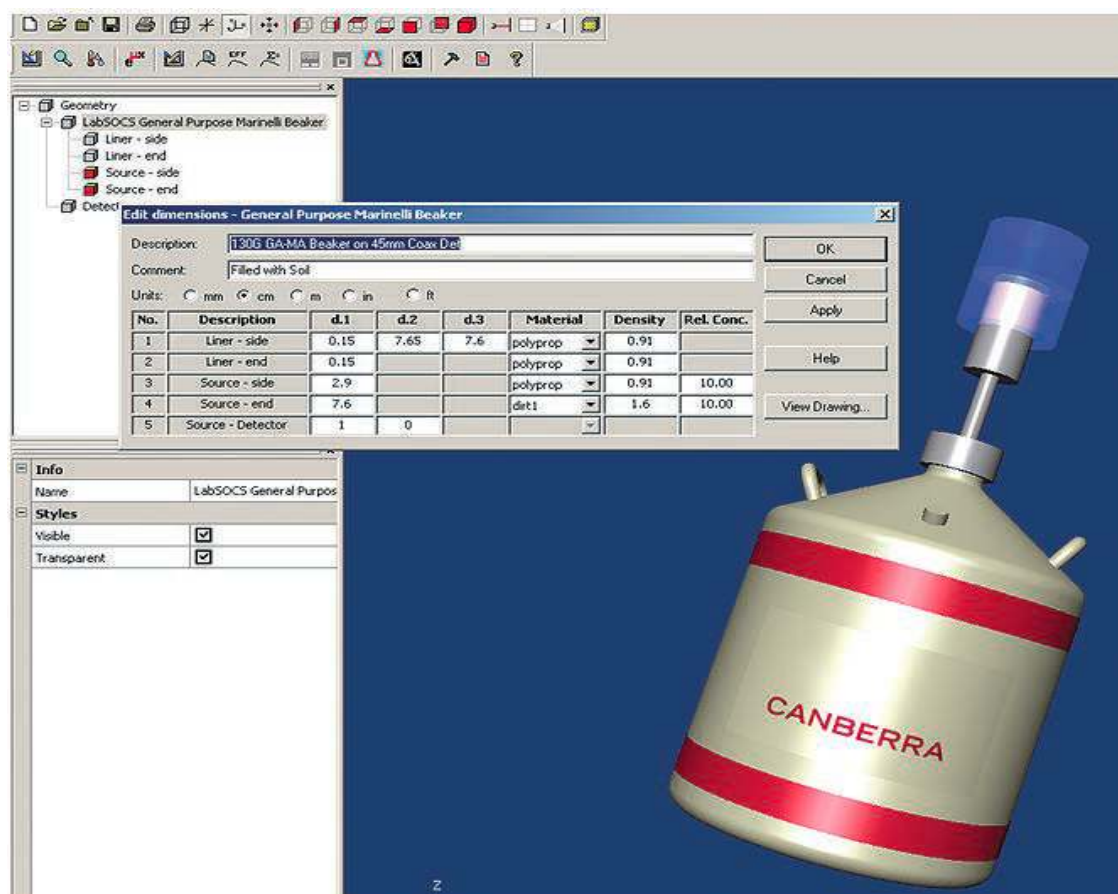 Geometry
LabSOCS General Purpose Marinelli Beaker
Liner - side
Liner - end
Source - side
Source - end
Edit dimensions - General Purpose Marinelli Beaker
Description: 130G GA-MA Beaker on 45mm Coax Det
Comment: Filled with Soil
Units: mm cm m in ft
No. Description d.1 d.2 d.3 Material Density Rel. Conc.
1 Liner - side 0.15 7.65 7.6 polyprop 0.91
2 Liner - end 0.15 polyprop 0.91
3 Source - side 2.9 polyprop 0.91 10.00
4 Source - end 7.6 dirt1 1.6 10.00
5 Source - Detector 1 0
OK
Cancel
Apply
Help
View Drawing...
Info
Name LabSOCS General Purpos
Styles
Visible
Transparent
CANBERRA
Z